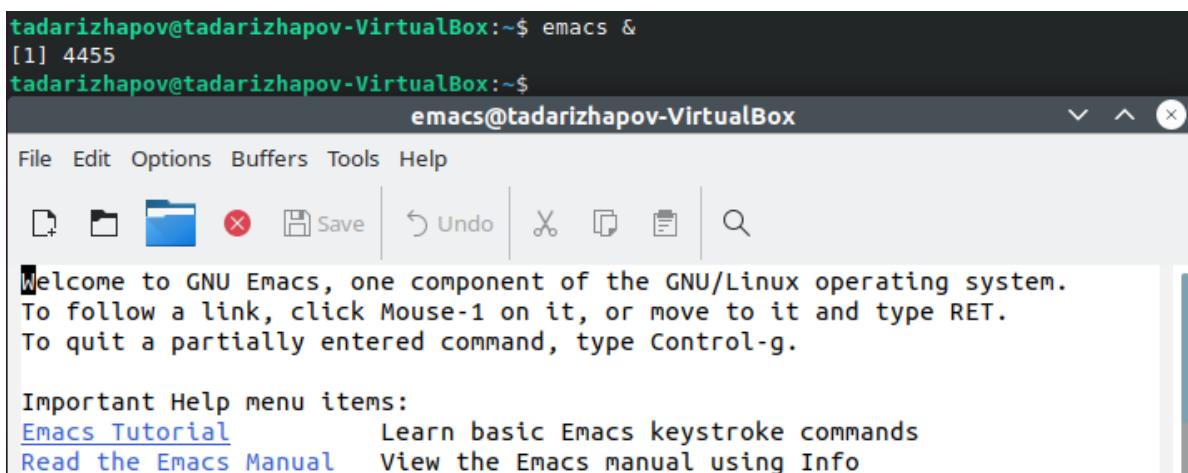 tadarizhapov@tadarizhapov-VirtualBox:~$ emacs &
[1] 4455
tadarizhapov@tadarizhapov-VirtualBox:~$
emacs@tadarizhapov-VirtualBox
File Edit Options Buffers Tools Help
Save Undo
Welcome to GNU Emacs, one component of the GNU/Linux operating system.
To follow a link, click Mouse-1 on it, or move to it and type RET.
To quit a partially entered command, type Control-g.
Important Help menu items:
Emacs Tutorial Learn basic Emacs keystroke commands
Read the Emacs Manual View the Emacs manual using Info